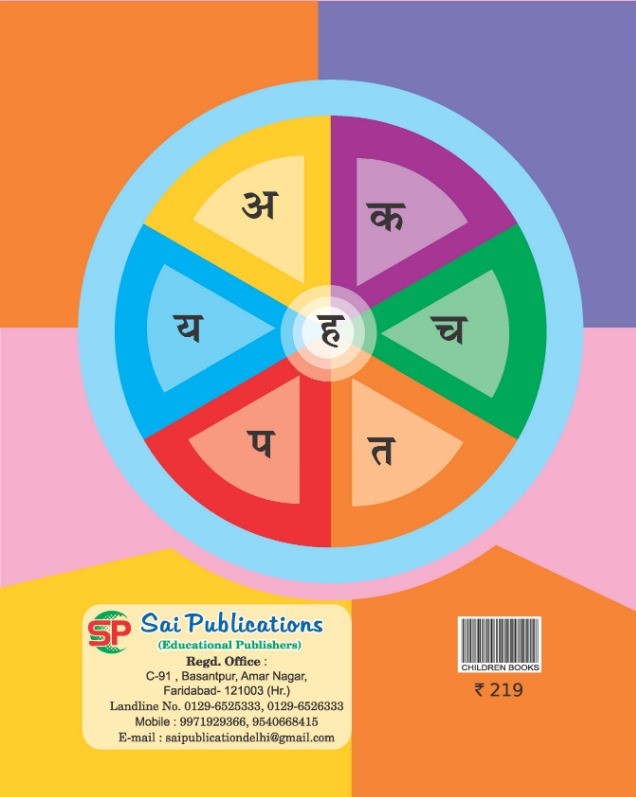 अ
क
य
ह
च
प
त
SP
Sai Publications
(Educational Publishers)
Regd. Office :
C-91 , Basantpur, Amar Nagar,
Faridabad- 121003 (Hr.)
Landline No. 0129-6525333, 0129-6526333
Mobile : 9971929366, 9540668415
E-mail : saipublicationdelhi@gmail.com
CHILDREN BOOKS
₹ 219